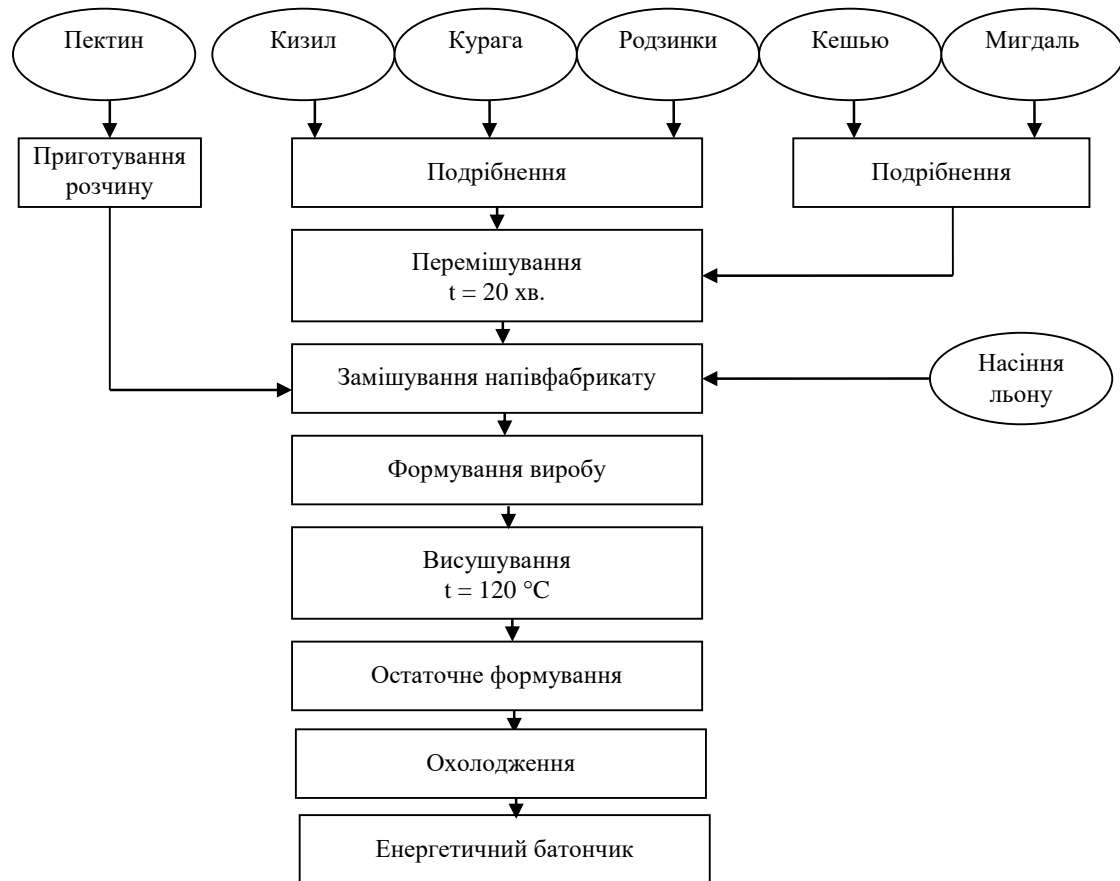 Пектин
Кизил
Курага
Родзинки
Кешью
Мигдаль
Приготування
розчину
Подрібнення
Подрібнення
Перемішування
t = 20 хв.
Замішування напівфабрикату
Насіння
льону
Формування виробу
Висушування
t = 120 °С
Остаточне формування
Охолодження
Енергетичний батончик